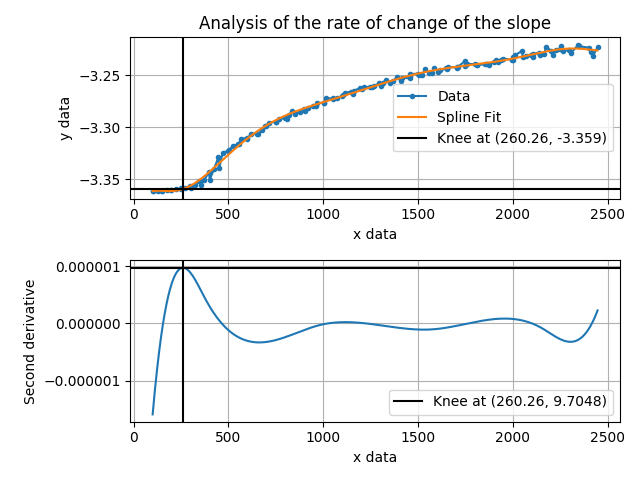 Analysis of the rate of change of the slope
y data
−3.25
−3.30
−3.35
Data
Spline Fit
Knee at (260.26, -3.359)
0 500 1000 1500 2000 2500
x data
Second derivative
0.000001
0.000000
−0.000001
Knee at (260.26, 9.7048)
0 500 1000 1500 2000 2500
x data